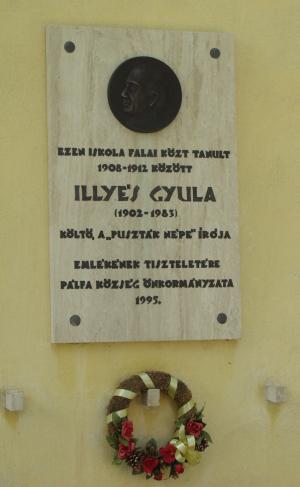 EZEN ISKOLA FALAI KÖZT TANULT
1908-1912 KÖZÖTT
ILLYÉS GYULA
(1902-1983)
KÖLTŐ, A „PUSZTÁK NÉPE" ÍRÓJA
EMLÉKÉNEK TISZTELETÉRE
PÁLFA KÖZSÉG ÖNKORMÁNYZATA
1995.